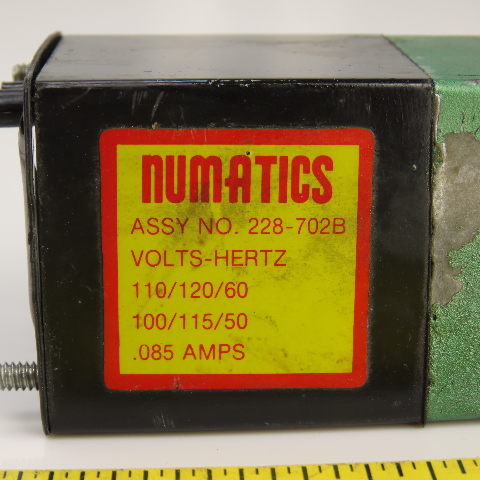 NUMATICS
ASSY NO. 228-702B
VOLTS-HERTZ
110/120/60
100/115/50
.085 AMPS